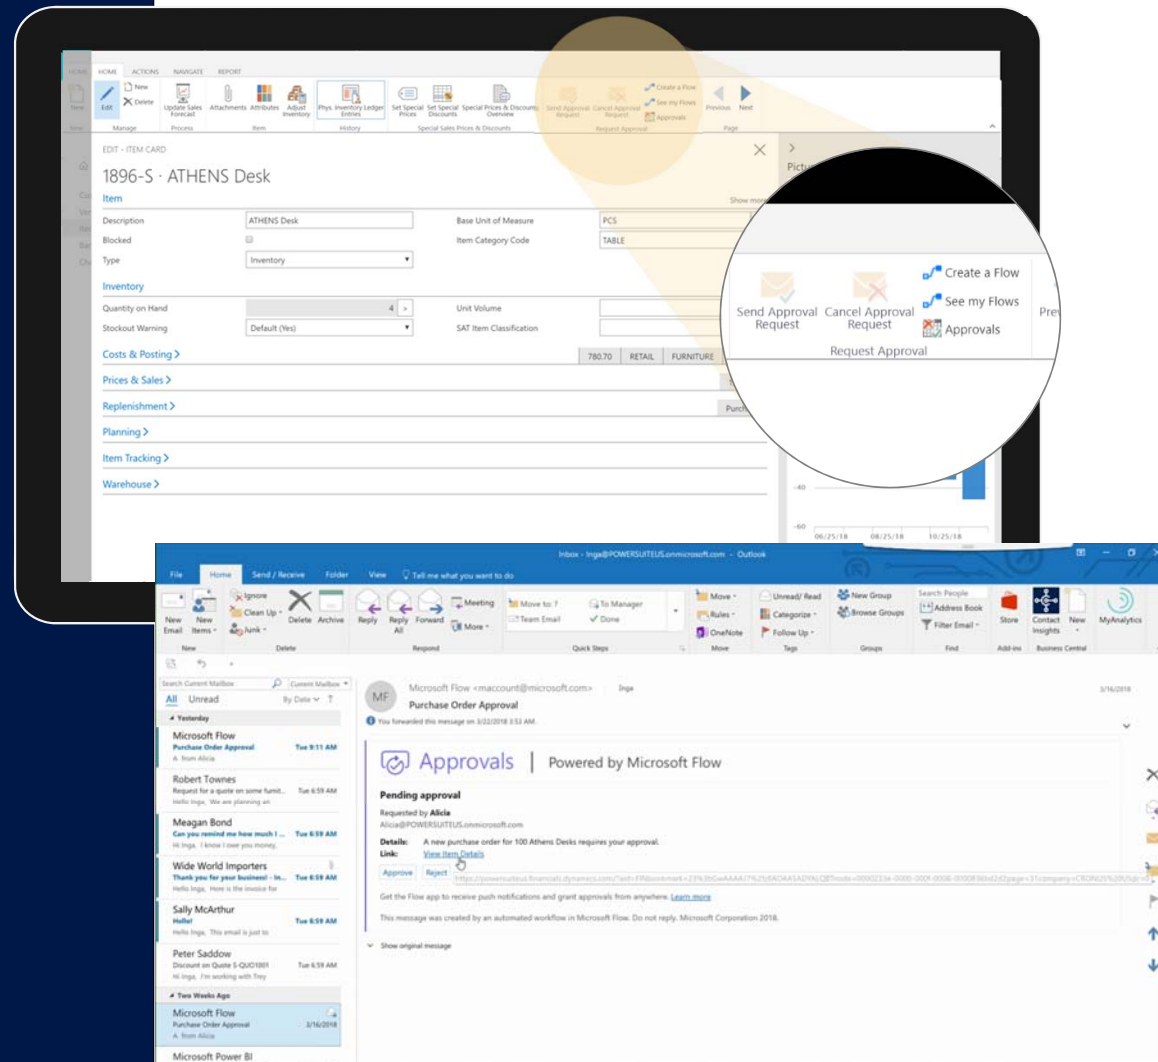 HOME HOME ACTIONS NAVIGATE REPORT
New Edit New Delete Update Sales Forecast Attachments Attributes Adjust Inventory Phys. Inventory Ledger Entries Set Special Prices Set Special Discounts Special Prices & Discounts Overview Send Approval Request Cancel Approval Request Create a Flow See my Flows Approvals Previous Next
New Manage Process Item History Special Sales Prices & Discounts Request Approval Page
EDIT - ITEM CARD
1896-S · ATHENS Desk
Item
Show more
Description ATHENS Desk Base Unit of Measure PCS
Blocked Item Category Code TABLE
Type Inventory
Inventory
Quantity on Hand 4 > Unit Volume
Stockout Warning Default (Yes) SAT Item Classification
Costs & Posting >
780.70 RETAIL FURNITURE
Prices & Sales >
Replenishment >
Planning >
Item Tracking >
Warehouse >
Create a Flow
See my Flows
Approvals
Send Approval Request
Cancel Approval Request
Request Approval
-40
-60
06/25/18 08/25/18 10/25/18
Inbox - Inga@POWERSUITEUS.onmicrosoft.com - Outlook
File Home Send / Receive Folder View Tell me what you want to do
New Email New Items Ignore Clean Up Junk Delete Archive Reply Reply All Forward Meeting More Move to: ? Team Email To Manager Done Move Rules OneNote Unread/ Read Categorize Follow Up New Group Browse Groups Search People Address Book Filter Email Store Contact Insights New MyAnalytics
New Delete Respond Quick Steps Move Tags Groups Find Add-ins Business Central
Search Current Mailbox Current Mailbox
All Unread By Date
Yesterday
Microsoft Flow
Purchase Order Approval Tue 9:11 AM
A from Alicia
Robert Townes
Request for a quote on some furnit... Tue 6:59 AM
Hello Inga, We are planning an
Meagan Bond
Can you remind me how much I ... Tue 6:59 AM
Hi Inga, I know I owe you money,
Wide World Importers
Thank you for your business! - In... Tue 6:59 AM
Hello Inga, Here is the invoice for
Sally McArthur
Hello! Tue 6:59 AM
Hello Inga, This email is just to
Peter Saddow
Discount on Quote S-QUO1001 Tue 6:59 AM
Hi Inga, I'm working with Trey
Two Weeks Ago
Microsoft Flow
Purchase Order Approval 3/16/2018
A from Alicia
Microsoft Power BI
MF
Microsoft Flow <maccount@microsoft.com> Inga 3/16/2018
Purchase Order Approval
You forwarded this message on 3/22/2018 3:53 AM.
Approvals | Powered by Microsoft Flow
Pending approval
Requested by Alicia
Alicia@POWERSUITEUS.onmicrosoft.com
Details: A new purchase order for 100 Athens Desks requires your approval.
Link: View Item Details
Approve Reject
Get the Flow app to receive push notifications and grant approvals from anywhere. Learn more
This message was created by an automated workflow in Microsoft Flow. Do not reply. Microsoft Corporation 2018.
Show original message